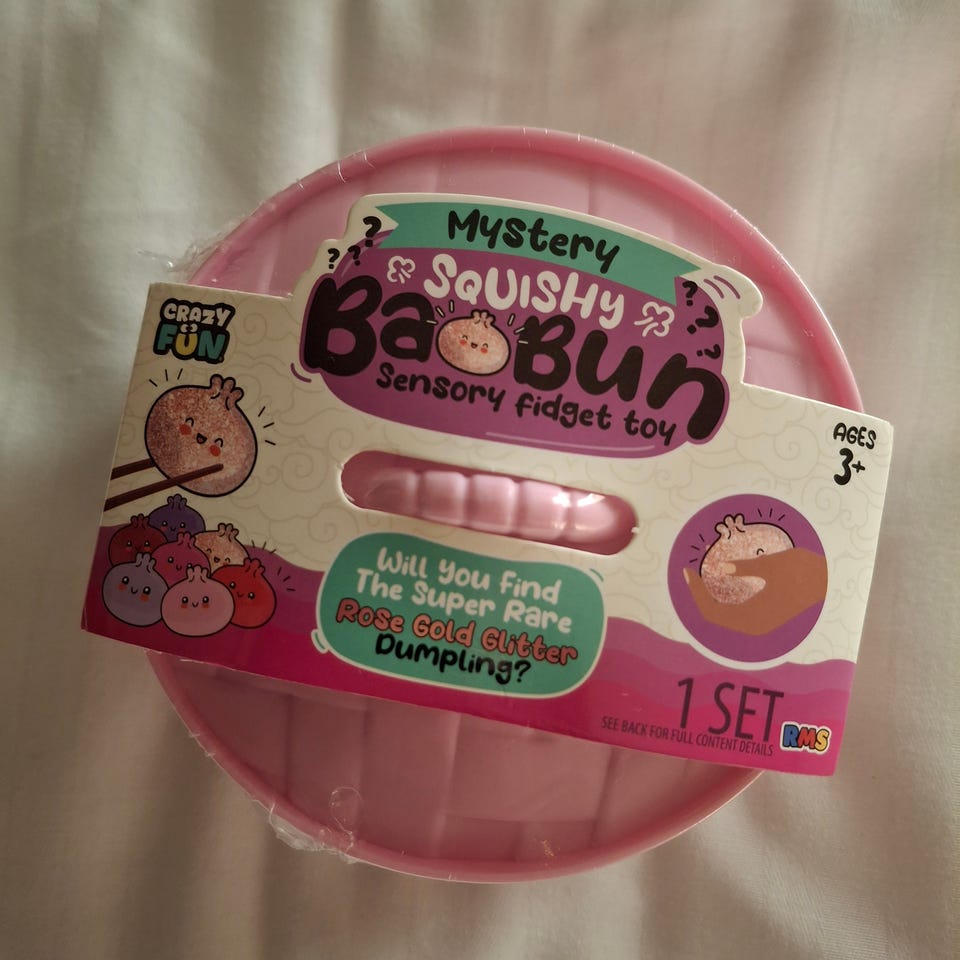 Mystery
SQUISHY
Bao Bun
Sensory fidget toy
CRAZY
FUN
AGES
3+
Will you find
The Super Rare
Rose Gold Glitter
Dumpling?
1 SET
SEE BACK FOR FULL CONTENT DETAILS
RMS